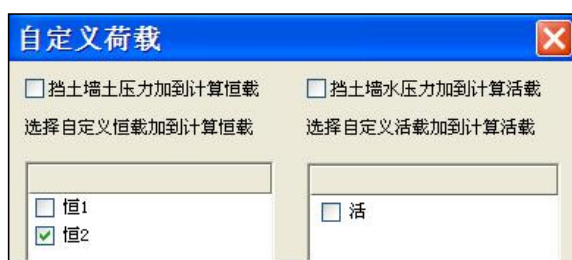 自定义荷载
挡土墙土压力加到计算恒载
挡土墙水压力加到计算活载
选择自定义恒载加到计算恒载
选择自定义活载加到计算活载
恒1
恒2
活